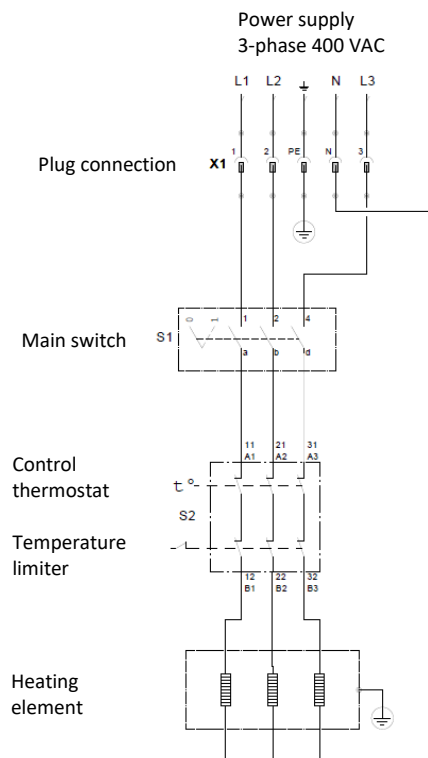 Power supply
3-phase 400 VAC
L1 L2 N L3
Plug connection X1 1 2 PE N 3
0 1 1 2 4
Main switch S1
a b d
11 21 31
A1 A2 A3
Control
thermostat t°
S2
Temperature
limiter
12 22 32
B1 B2 B3
Heating
element